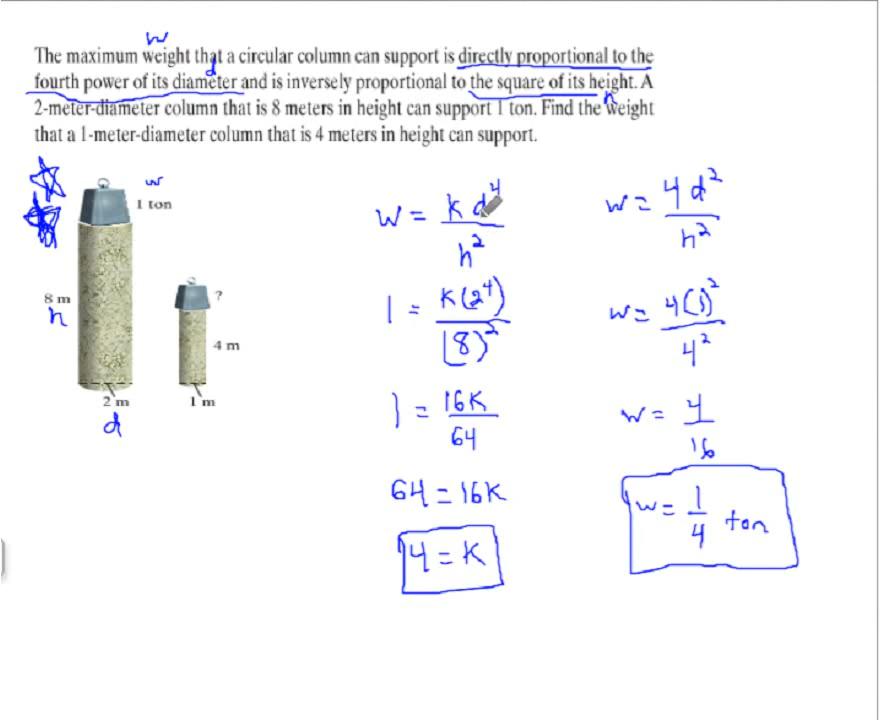 w
The maximum weight that a circular column can support is directly proportional to the
d
fourth power of its diameter and is inversely proportional to the square of its height. A
h
2-meter-diameter column that is 8 meters in height can support 1 ton. Find the weight
that a 1-meter-diameter column that is 4 meters in height can support.
w
1 ton
8 m
h
?
4 m
2 m
1 m
d
w = kd⁴/h²
1 = K(2⁴)/(8)²
1 = 16K/64
64 = 16K
4 = K
w = 4d²/h²
w = 4(1)²/4²
w = 4/16
w = 1/4 ton